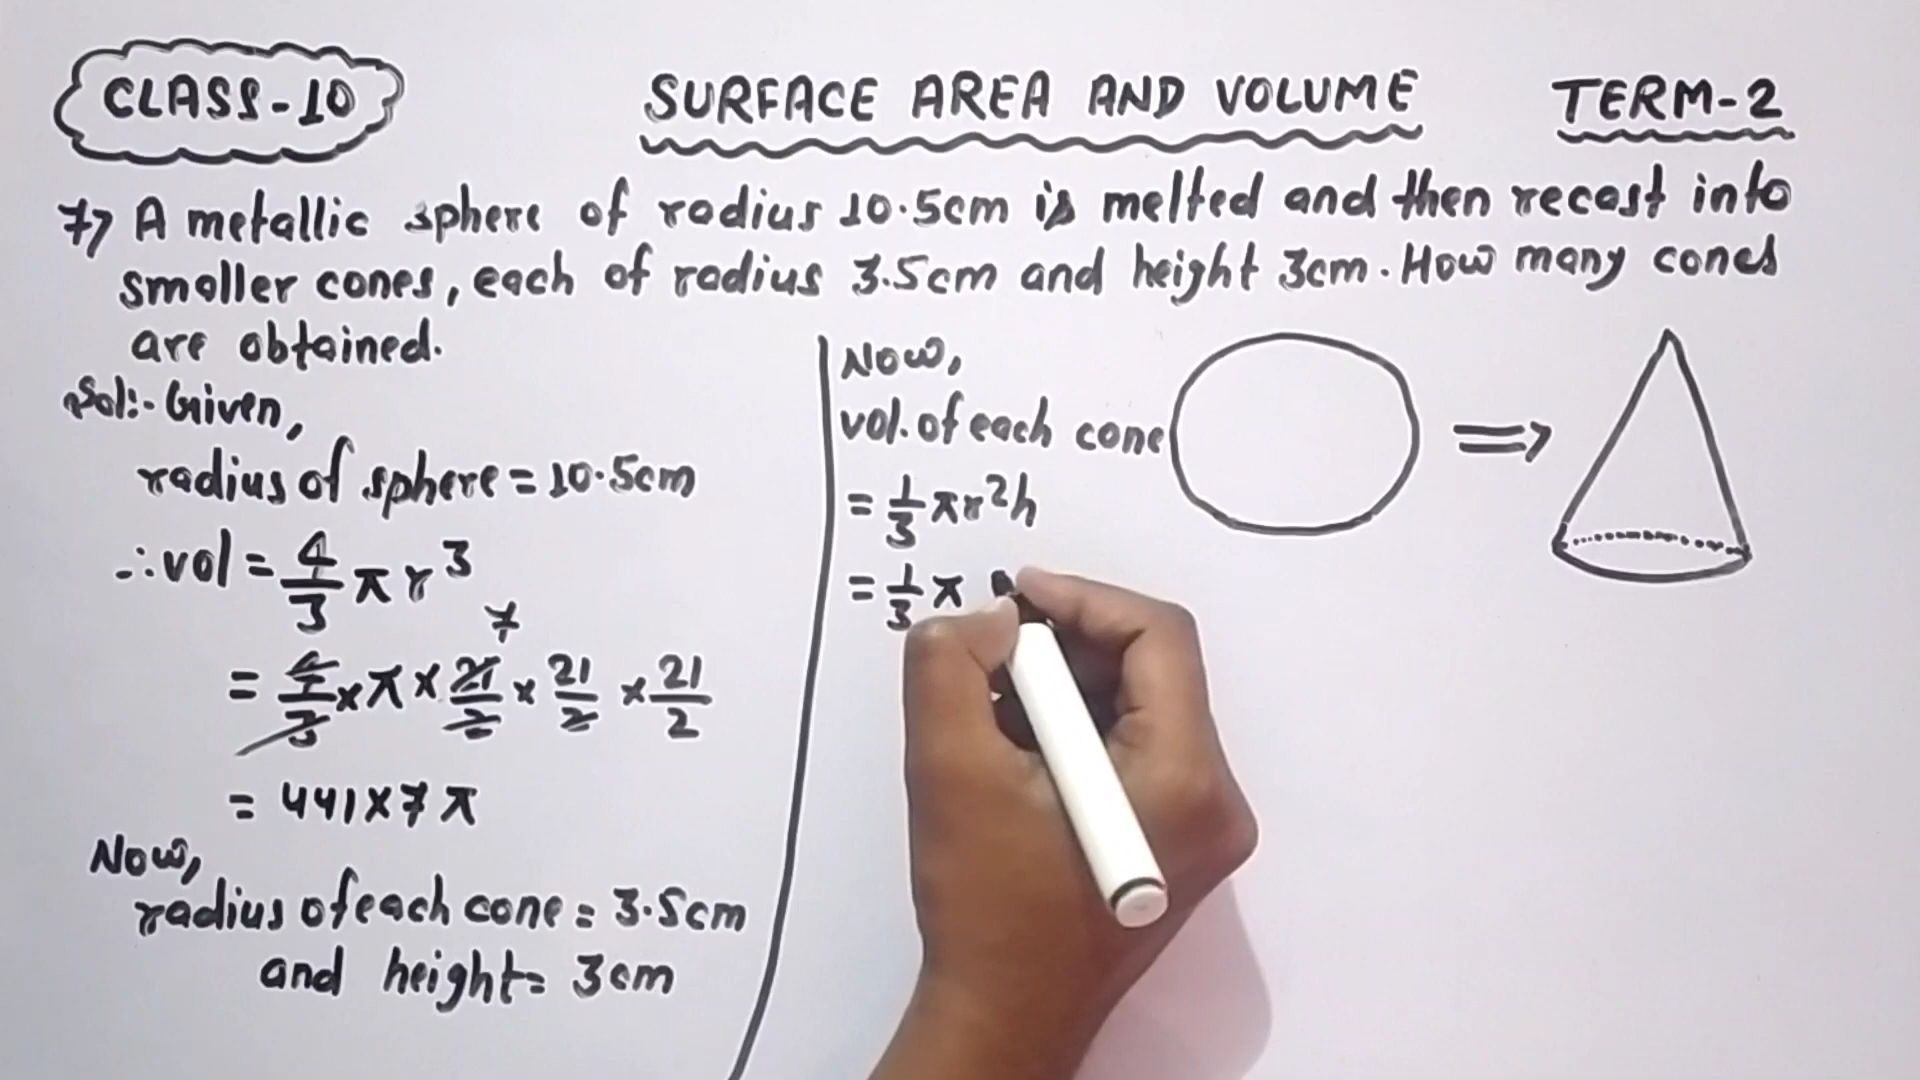 CLASS-10
SURFACE AREA AND VOLUME
TERM-2
7) A metallic sphere of radius 10.5cm is melted and then recast into
smaller cones, each of radius 3.5cm and height 3cm. How many cones
are obtained.
Sol:- Given,
radius of sphere = 10.5cm
∴ vol = 4/3 π r³
7
= 4/3 × π × 21/2 × 21/2 × 21/2
= 441×7 π
Now,
radius of each cone = 3.5cm
and height = 3cm
Now,
vol. of each cone
= 1/3 πr²h
= 1/3 π